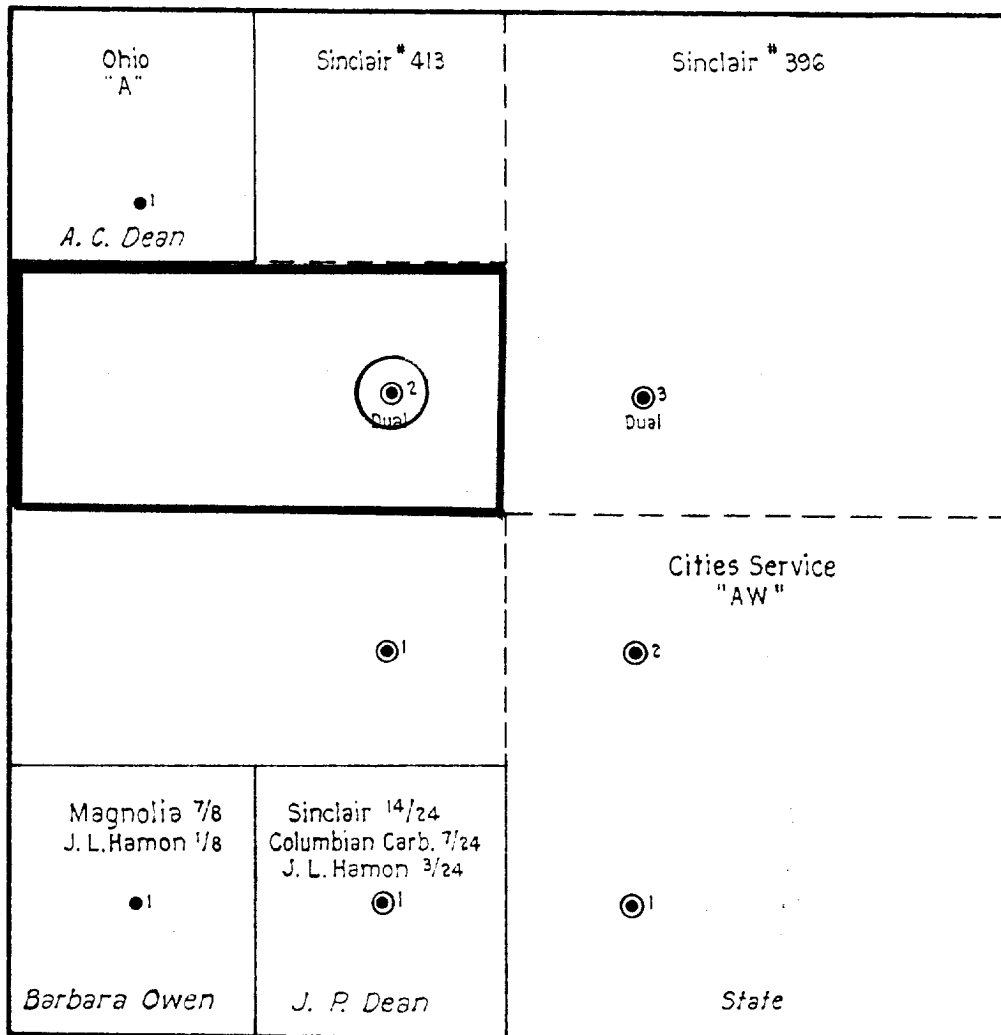 Ohio
"A"
1
A. C. Dean
Sinclair # 413
Sinclair # 396
2
Dual
3
Dual
1
Cities Service
"AW"
2
Magnolia 7/8
J. L. Hamon 1/8
1
Barbara Owen
Sinclair 14/24
Columbian Carb. 7/24
J. L. Hamon 3/24
1
J. P. Dean
1
State